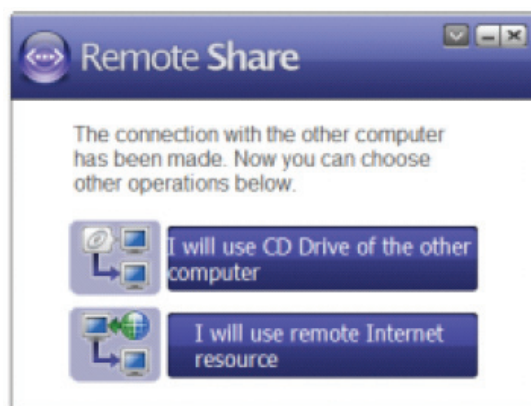 Remote Share
The connection with the other computer
has been made. Now you can choose
other operations below.
I will use CD Drive of the other
computer
I will use remote Internet
resource